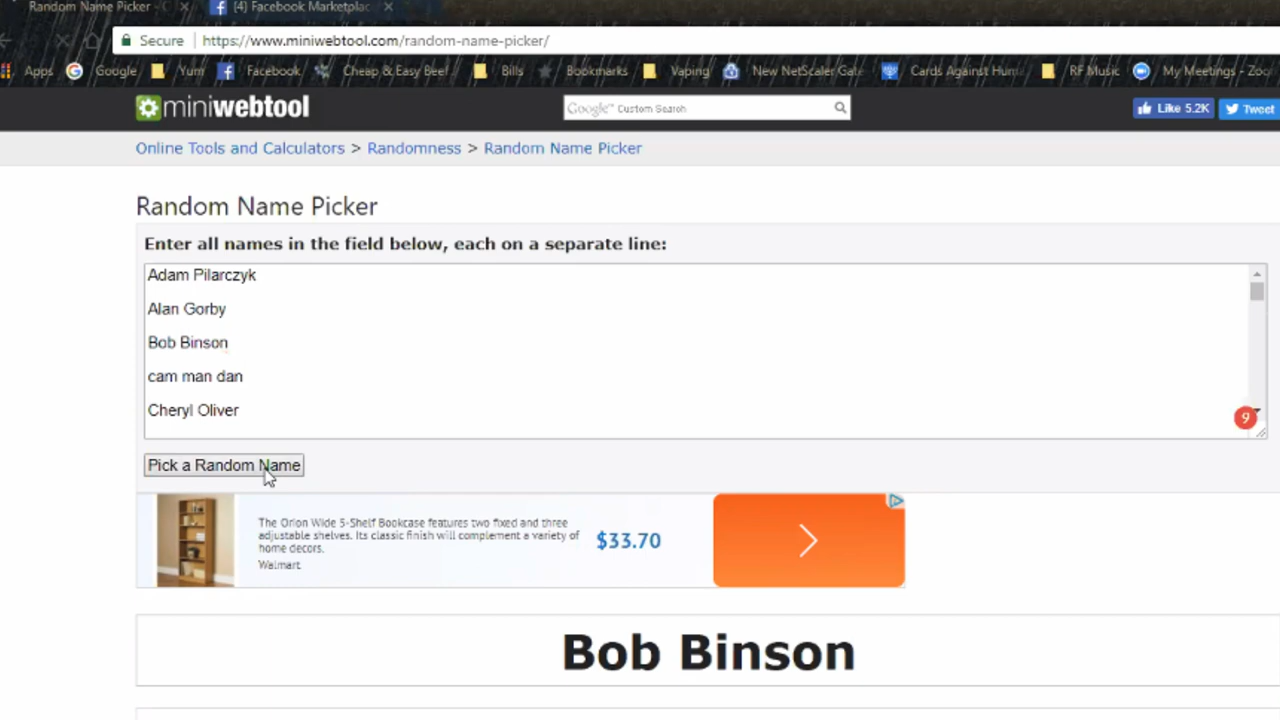 Random Name Picker - C
(4) Facebook Marketplac
Secure https://www.miniwebtool.com/random-name-picker/
Apps Google Yum Facebook Cheap & Easy Beef Bills Bookmarks Vaping New NetScaler Gate Cards Against Hum RF Music My Meetings - Zoo
miniwebtool Google™ Custom Search Like 5.2K Tweet
Online Tools and Calculators > Randomness > Random Name Picker
Random Name Picker
Enter all names in the field below, each on a separate line:
Adam Pilarczyk
Alan Gorby
Bob Binson
cam man dan
Cheryl Oliver
9
Pick a Random Name
The Orion Wide 5-Shelf Bookcase features two fixed and three
adjustable shelves. Its classic finish will complement a variety of
home decors.
Walmart
$33.70
Bob Binson